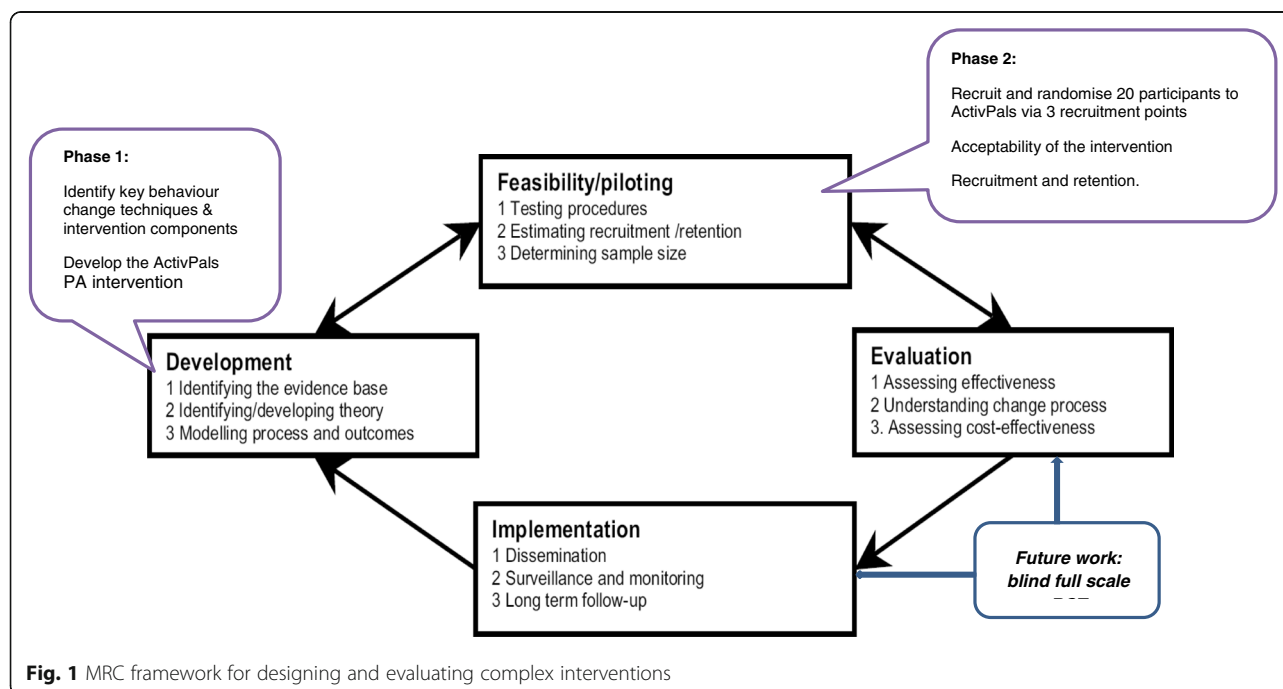 Phase 1:
Identify key behaviour
change techniques &
intervention components
Develop the ActivPals
PA intervention
Phase 2:
Recruit and randomise 20 participants to
ActivPals via 3 recruitment points
Acceptability of the intervention
Recruitment and retention.
Feasibility/piloting
1 Testing procedures
2 Estimating recruitment /retention
3 Determining sample size
Development
1 Identifying the evidence base
2 Identifying/developing theory
3 Modelling process and outcomes
Evaluation
1 Assessing effectiveness
2 Understanding change process
3. Assessing cost-effectiveness
Implementation
1 Dissemination
2 Surveillance and monitoring
3 Long term follow-up
Future work:
blind full scale
Fig. 1 MRC framework for designing and evaluating complex interventions